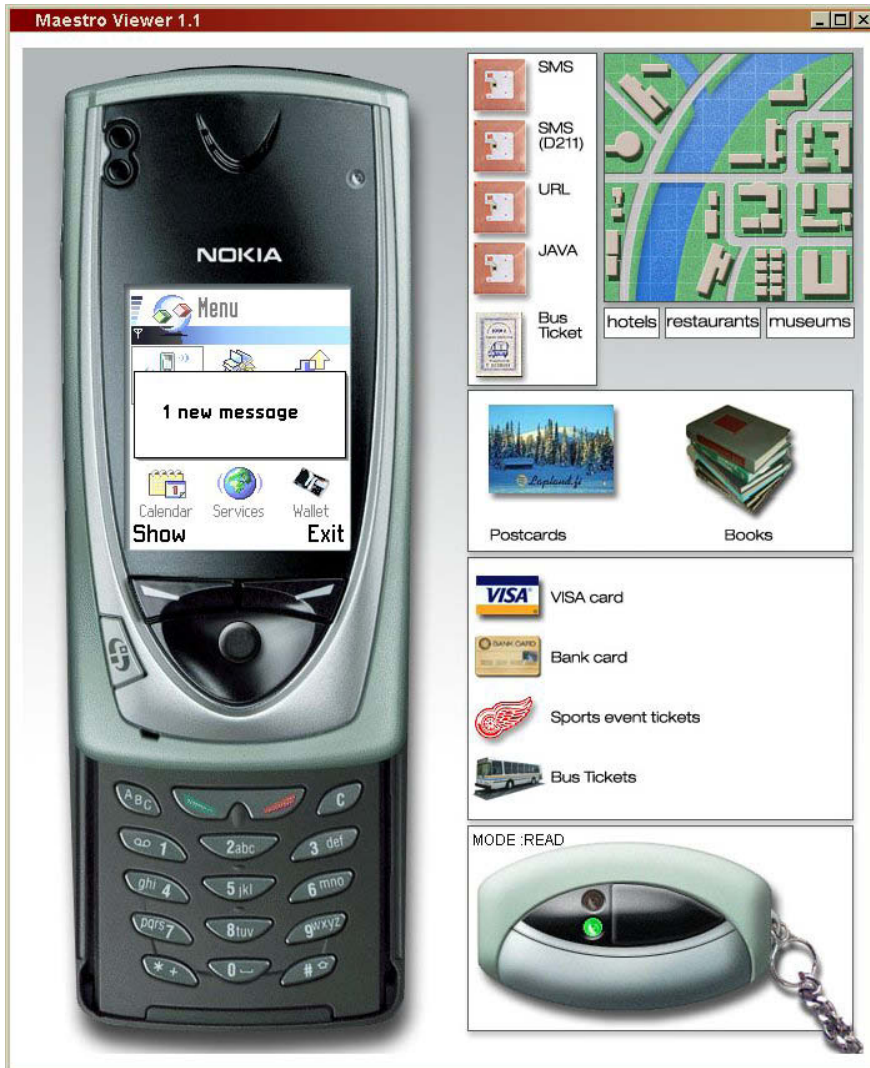 Maestro Viewer 1.1
NOKIA
Menu
1 new message
Calendar
Services
Wallet
Show
Exit
ABC
C
1
2abc
3 def
ghi 4
5 jkl
6 mno
pqrs7
8tuv
9wxyz
* +
0
#
SMS
SMS
(D211)
URL
JAVA
Bus
Ticket
hotels
restaurants
museums
Lapland.fi
Postcards
Books
VISA
VISA card
BANK CARD
Bank card
Sports event tickets
Bus Tickets
MODE :READ